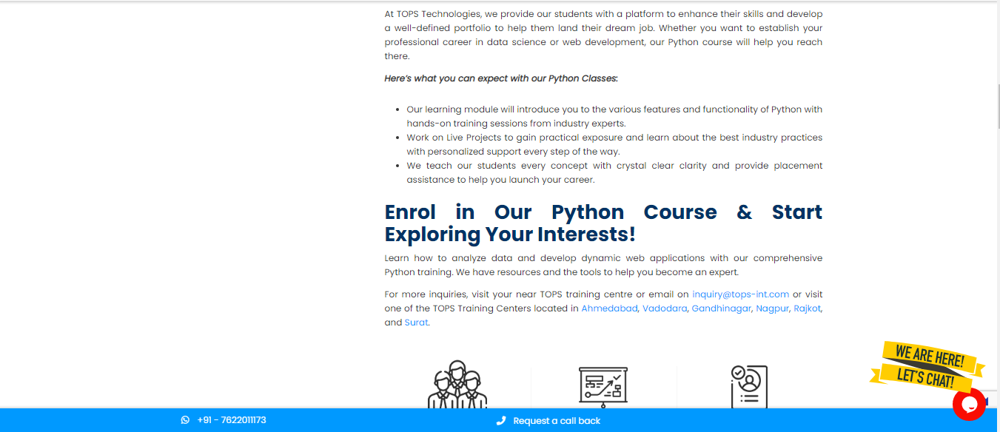 At TOPS Technologies, we provide our students with a platform to enhance their skills and develop
a well-defined portfolio to help them land their dream job. Whether you want to establish your
professional career in data science or web development, our Python course will help you reach
there.
Here's what you can expect with our Python Classes:
• Our learning module will introduce you to the various features and functionality of Python with
hands-on training sessions from industry experts.
• Work on Live Projects to gain practical exposure and learn about the best industry practices
with personalized support every step of the way.
• We teach our students every concept with crystal clear clarity and provide placement
assistance to help you launch your career.
Enrol in Our Python Course & Start
Exploring Your Interests!
Learn how to analyze data and develop dynamic web applications with our comprehensive
Python training. We have resources and the tools to help you become an expert.
For more inquiries, visit your near TOPS training centre or email on inquiry@tops-int.com or visit
one of the TOPS Training Centers located in Ahmedabad, Vadodara, Gandhinagar, Nagpur, Rajkot,
and Surat.
WE ARE HERE!
LET'S CHAT!
+91 - 7622011173
Request a call back